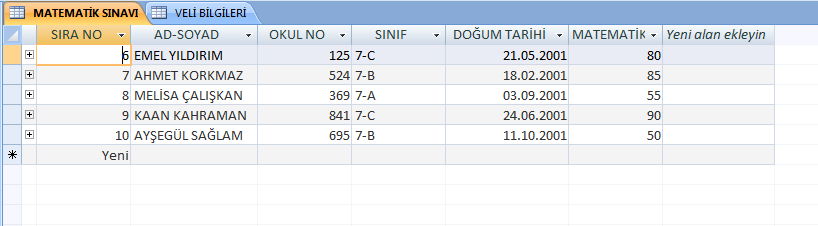 MATEMATİK SINAVI VELİ BİLGİLERİ
SIRA NO AD-SOYAD OKUL NO SINIF DOĞUM TARİHİ MATEMATİK Yeni alan ekleyin
6 EMEL YILDIRIM 125 7-C 21.05.2001 80
7 AHMET KORKMAZ 524 7-B 18.02.2001 85
8 MELİSA ÇALIŞKAN 369 7-A 03.09.2001 55
9 KAAN KAHRAMAN 841 7-C 24.06.2001 90
10 AYŞEGÜL SAĞLAM 695 7-B 11.10.2001 50
Yeni